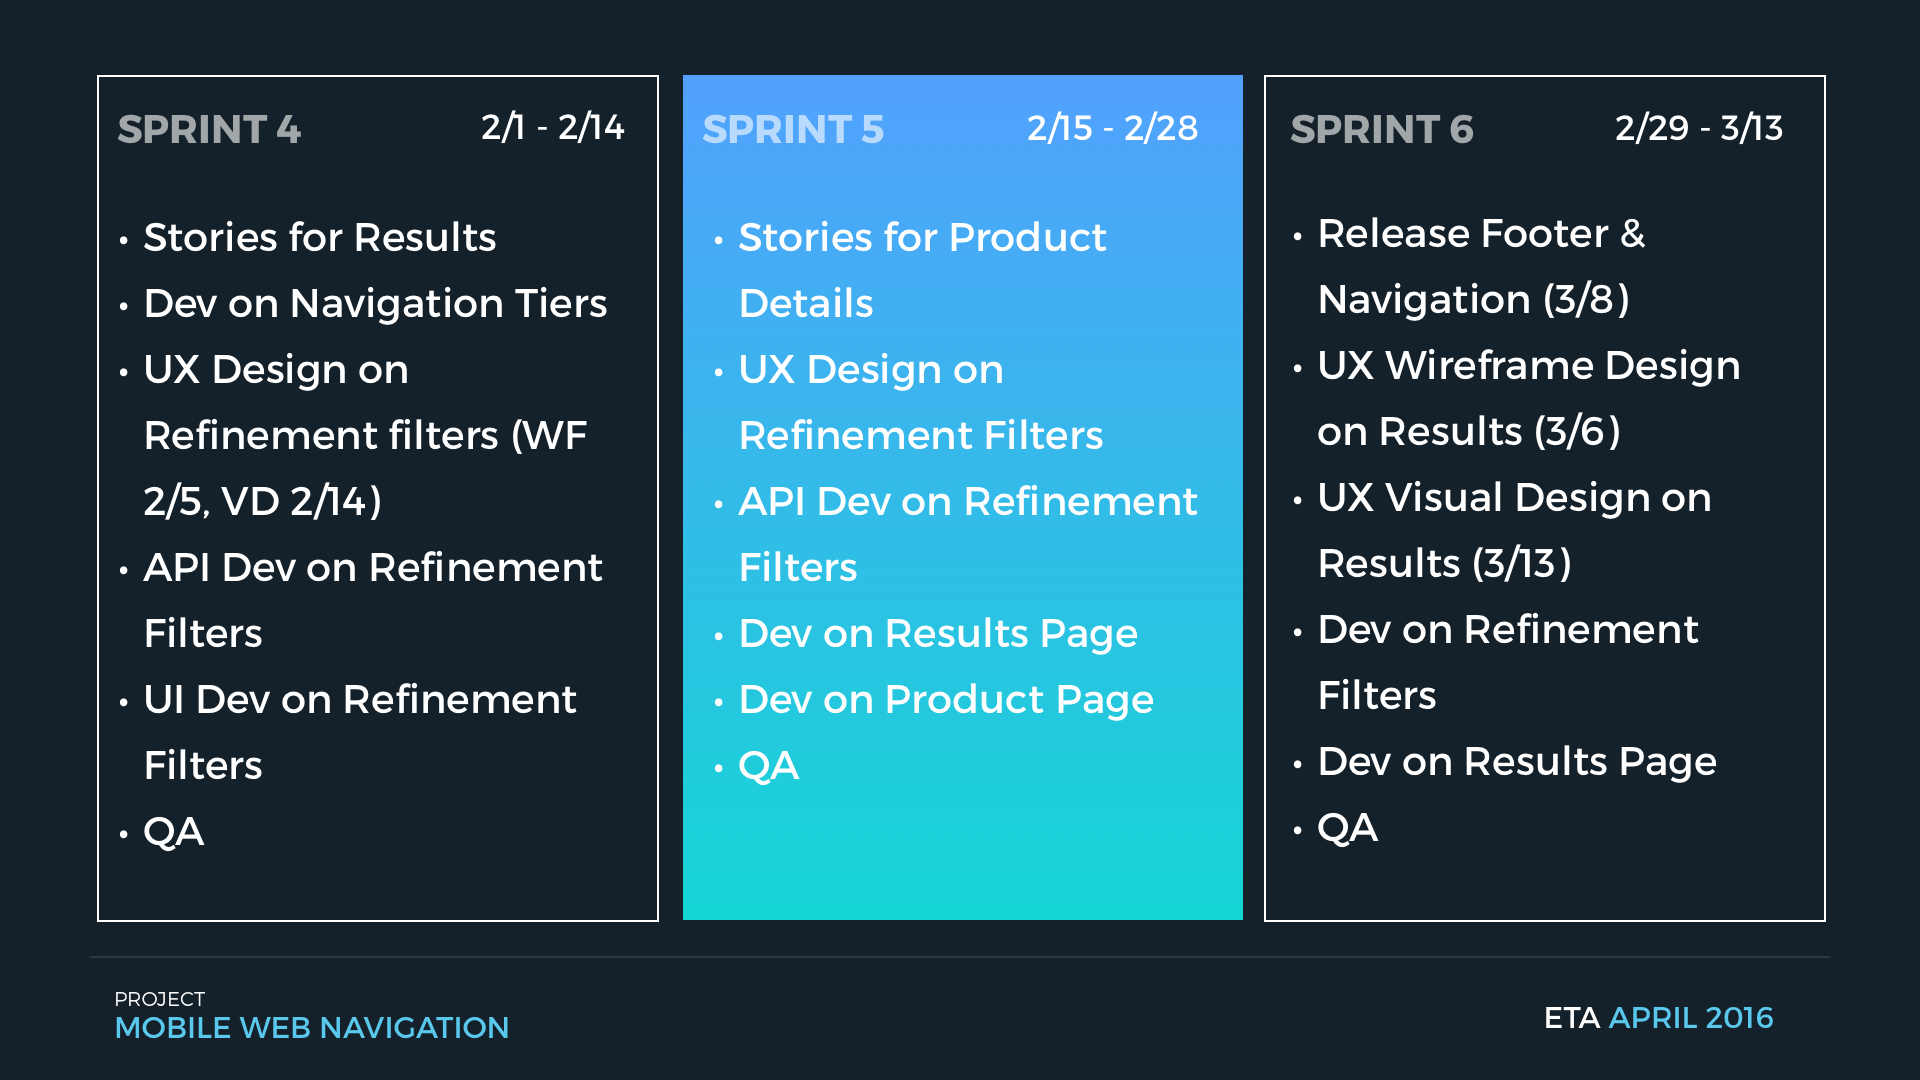 SPRINT 4 2/1 - 2/14
• Stories for Results
• Dev on Navigation Tiers
• UX Design on
Refinement filters (WF
2/5, VD 2/14)
• API Dev on Refinement
Filters
• UI Dev on Refinement
Filters
• QA
SPRINT 5 2/15 - 2/28
• Stories for Product
Details
• UX Design on
Refinement Filters
• API Dev on Refinement
Filters
• Dev on Results Page
• Dev on Product Page
• QA
SPRINT 6 2/29 - 3/13
• Release Footer &
Navigation (3/8)
• UX Wireframe Design
on Results (3/6)
• UX Visual Design on
Results (3/13)
• Dev on Refinement
Filters
• Dev on Results Page
• QA
PROJECT
MOBILE WEB NAVIGATION
ETA APRIL 2016